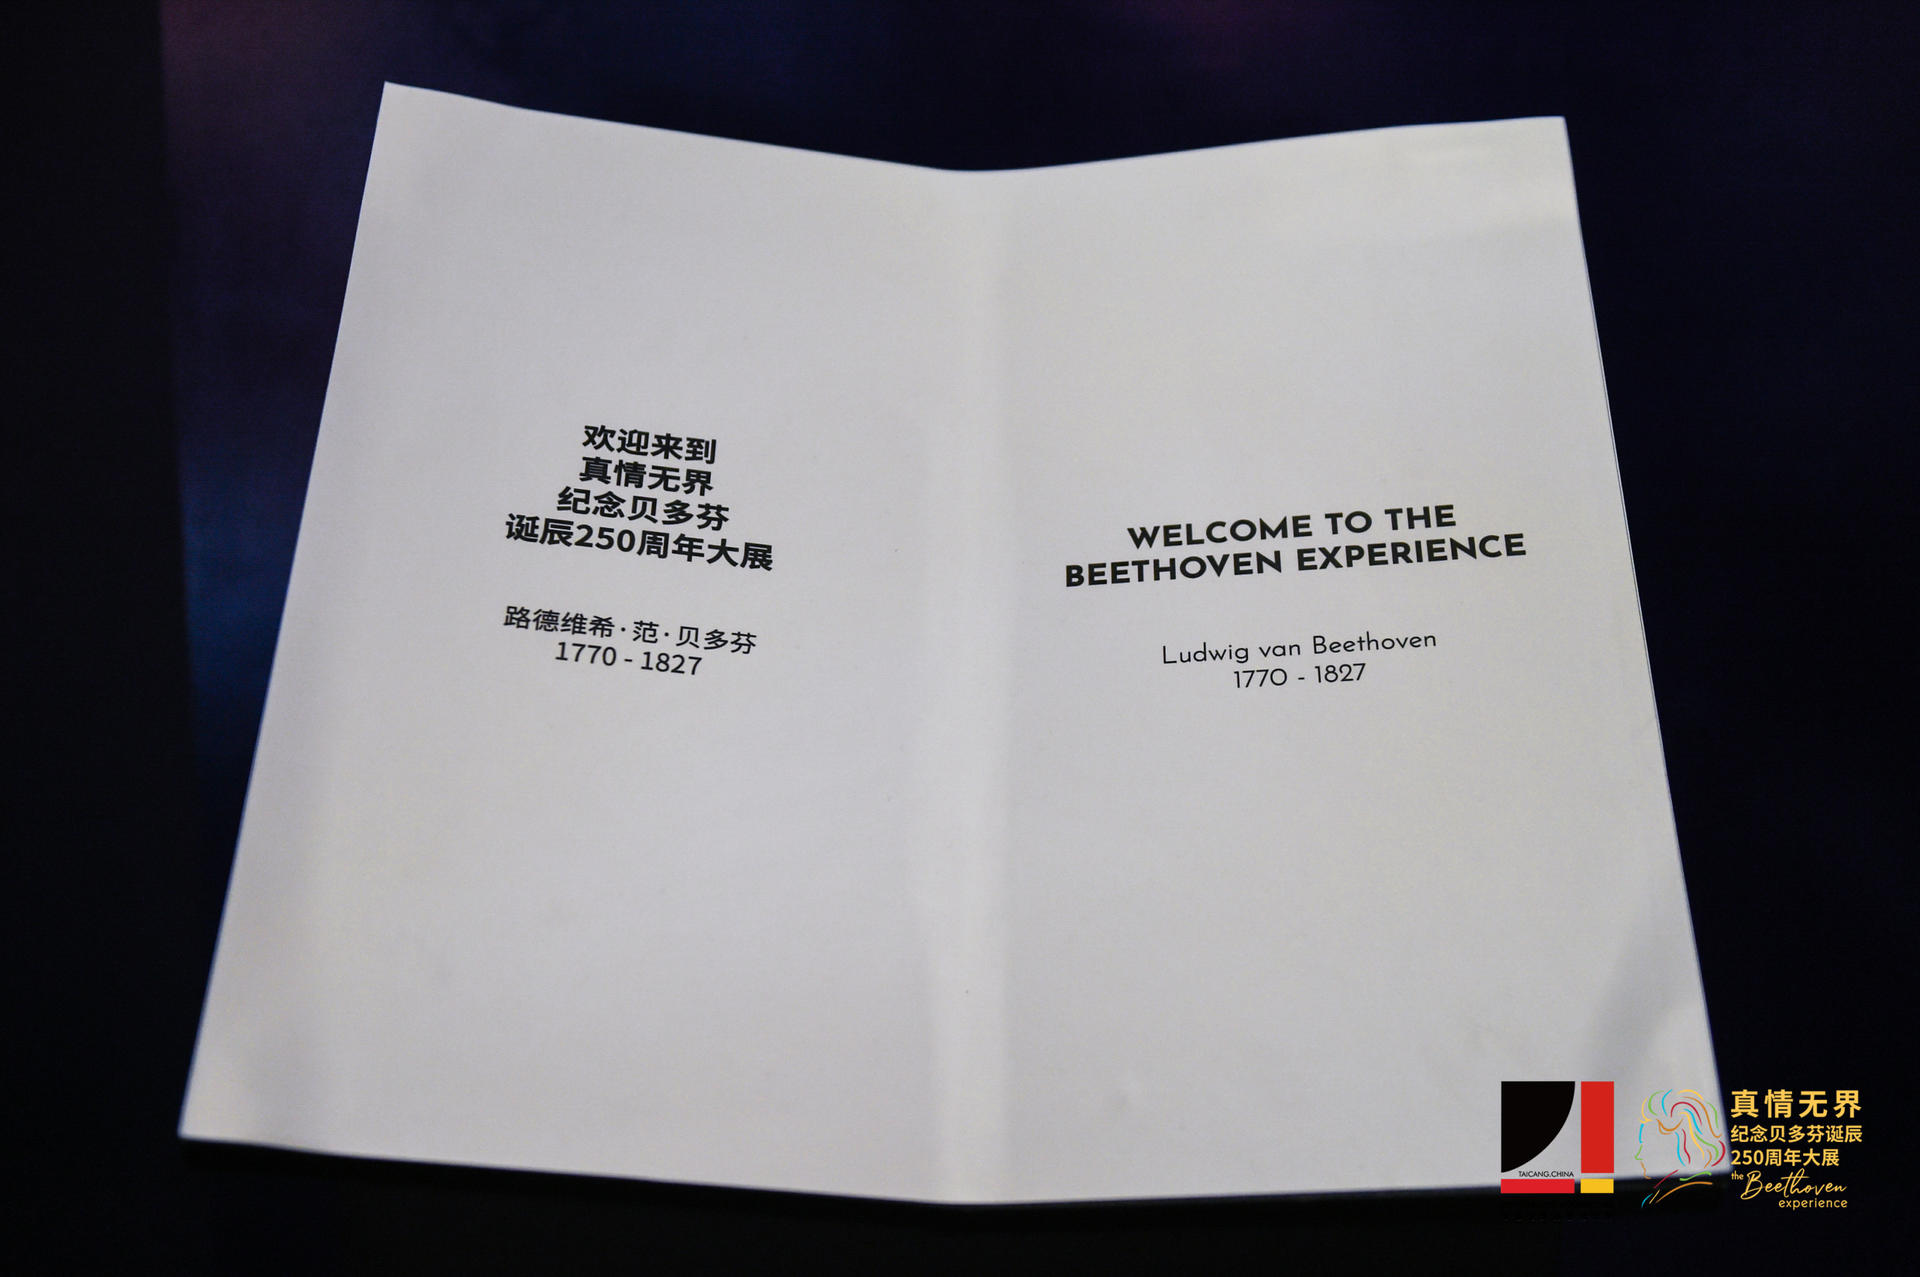 欢迎来到
真情无界
纪念贝多芬
诞辰250周年大展
路德维希·范·贝多芬
1770 - 1827
WELCOME TO THE
BEETHOVEN EXPERIENCE
Ludwig van Beethoven
1770 - 1827
TAICANG.CHINA
真情无界
纪念贝多芬诞辰
250周年大展
the
Beethoven
experience